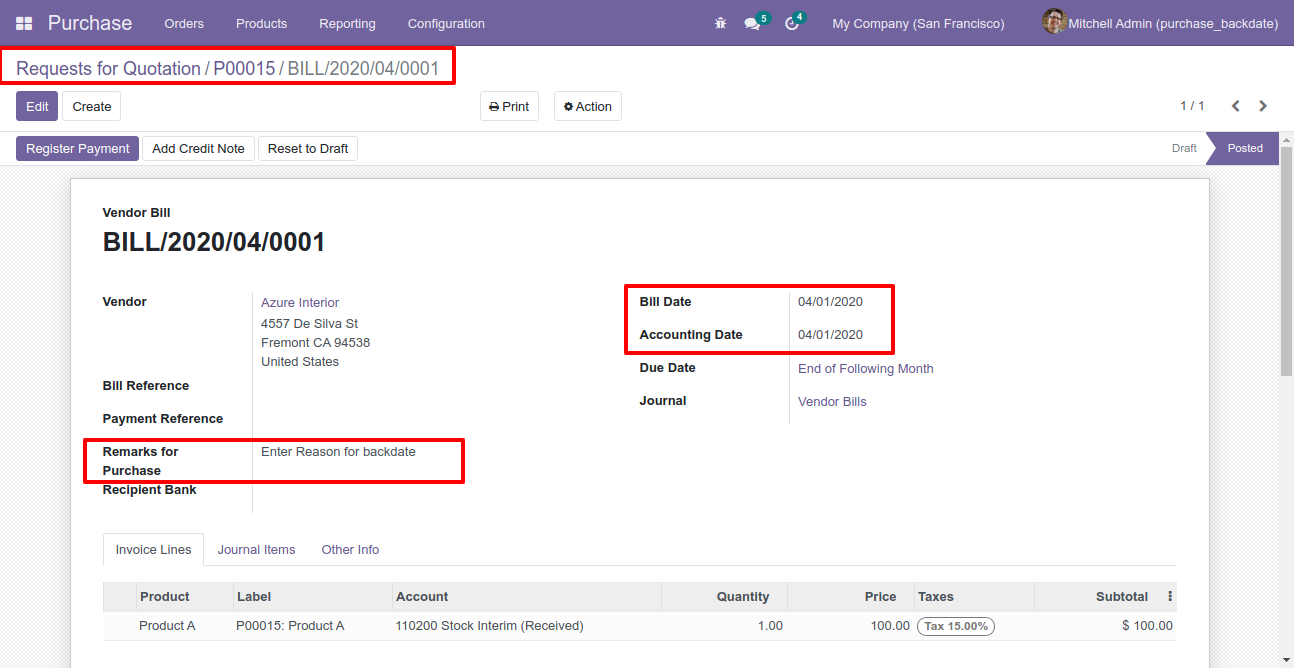 Purchase Orders Products Reporting Configuration 5 4 My Company (San Francisco) Mitchell Admin (purchase_backdate)
Requests for Quotation / P00015 / BILL/2020/04/0001
Edit Create Print Action 1 / 1
Register Payment Add Credit Note Reset to Draft Draft Posted
Vendor Bill
BILL/2020/04/0001
Vendor Azure Interior
4557 De Silva St
Fremont CA 94538
United States
Bill Reference
Payment Reference
Remarks for Purchase Enter Reason for backdate
Recipient Bank
Bill Date 04/01/2020
Accounting Date 04/01/2020
Due Date End of Following Month
Journal Vendor Bills
Invoice Lines Journal Items Other Info
Product Label Account Quantity Price Taxes Subtotal
Product A P00015: Product A 110200 Stock Interim (Received) 1.00 100.00 Tax 15.00% $ 100.00